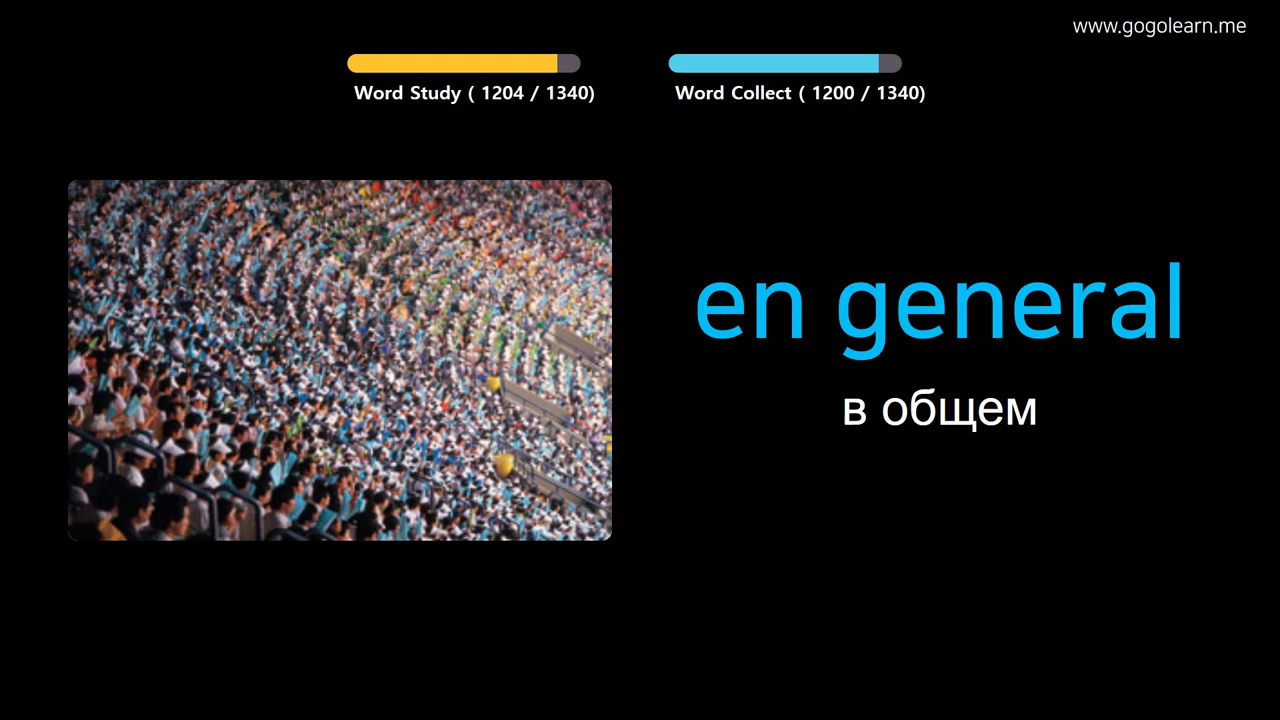 www.gogolearn.me
Word Study ( 1204 / 1340)
Word Collect ( 1200 / 1340)
en general
в общем